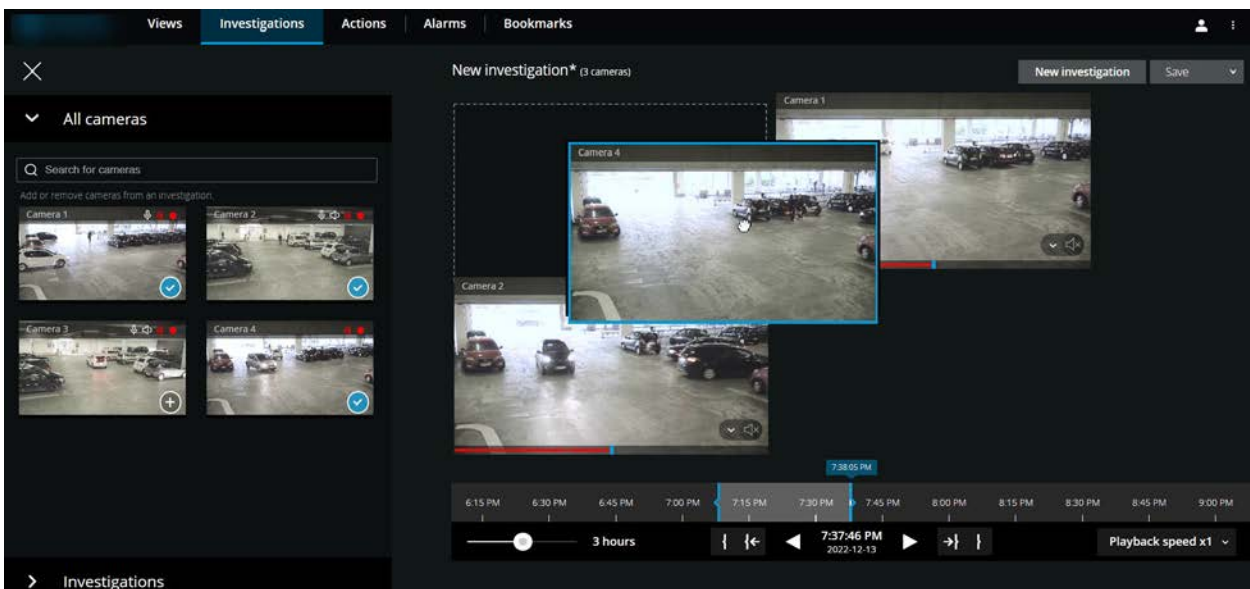 Views Investigations Actions Alarms Bookmarks
New investigation* (3 cameras)
New investigation Save
All cameras
Search for cameras
Add or remove cameras from an investigation.
Camera 1
Camera 2
Camera 3
Camera 4
Camera 1
Camera 4
Camera 2
7:38:05 PM
6:15 PM 6:30 PM 6:45 PM 7:00 PM 7:15 PM 7:30 PM 7:45 PM 8:00 PM 8:15 PM 8:30 PM 8:45 PM 9:00 PM
3 hours
7:37:46 PM
2022-12-13
Playback speed x1
Investigations